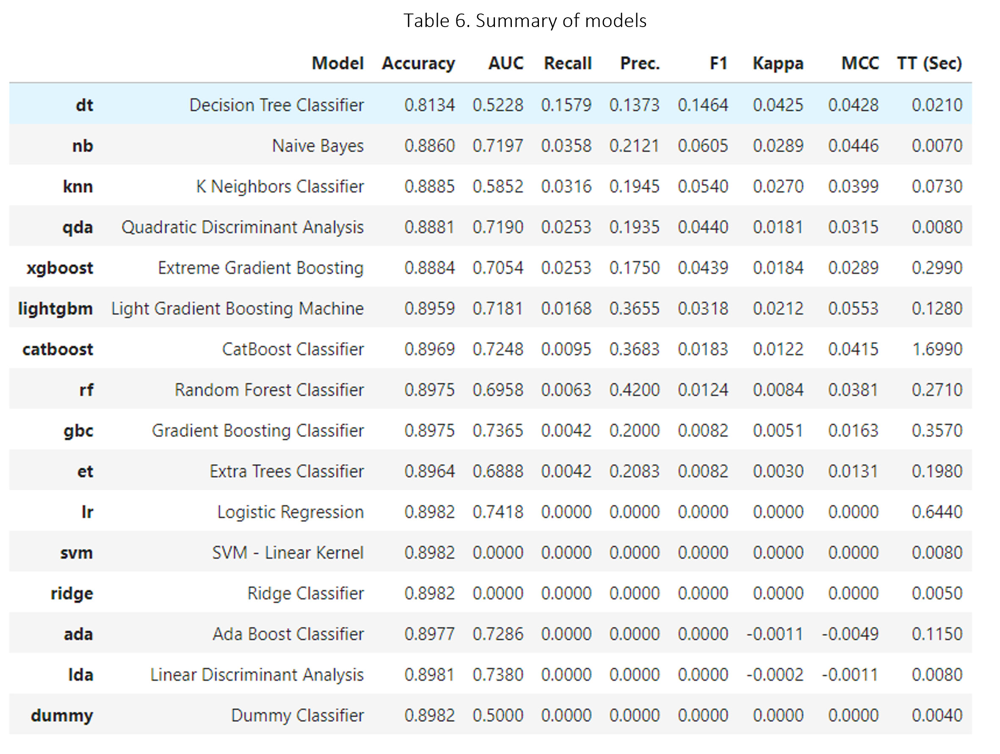 Table 6. Summary of models
Model Accuracy AUC Recall Prec. F1 Kappa MCC TT (Sec)
dt Decision Tree Classifier 0.8134 0.5228 0.1579 0.1373 0.1464 0.0425 0.0428 0.0210
nb Naive Bayes 0.8860 0.7197 0.0358 0.2121 0.0605 0.0289 0.0446 0.0070
knn K Neighbors Classifier 0.8885 0.5852 0.0316 0.1945 0.0540 0.0270 0.0399 0.0730
qda Quadratic Discriminant Analysis 0.8881 0.7190 0.0253 0.1935 0.0440 0.0181 0.0315 0.0080
xgboost Extreme Gradient Boosting 0.8884 0.7054 0.0253 0.1750 0.0439 0.0184 0.0289 0.2990
lightgbm Light Gradient Boosting Machine 0.8959 0.7181 0.0168 0.3655 0.0318 0.0212 0.0553 0.1280
catboost CatBoost Classifier 0.8969 0.7248 0.0095 0.3683 0.0183 0.0122 0.0415 1.6990
rf Random Forest Classifier 0.8975 0.6958 0.0063 0.4200 0.0124 0.0084 0.0381 0.2710
gbc Gradient Boosting Classifier 0.8975 0.7365 0.0042 0.2000 0.0082 0.0051 0.0163 0.3570
et Extra Trees Classifier 0.8964 0.6888 0.0042 0.2083 0.0082 0.0030 0.0131 0.1980
lr Logistic Regression 0.8982 0.7418 0.0000 0.0000 0.0000 0.0000 0.0000 0.6440
svm SVM - Linear Kernel 0.8982 0.0000 0.0000 0.0000 0.0000 0.0000 0.0000 0.0080
ridge Ridge Classifier 0.8982 0.0000 0.0000 0.0000 0.0000 0.0000 0.0000 0.0050
ada Ada Boost Classifier 0.8977 0.7286 0.0000 0.0000 0.0000 -0.0011 -0.0049 0.1150
lda Linear Discriminant Analysis 0.8981 0.7380 0.0000 0.0000 0.0000 -0.0002 -0.0011 0.0080
dummy Dummy Classifier 0.8982 0.5000 0.0000 0.0000 0.0000 0.0000 0.0000 0.0040